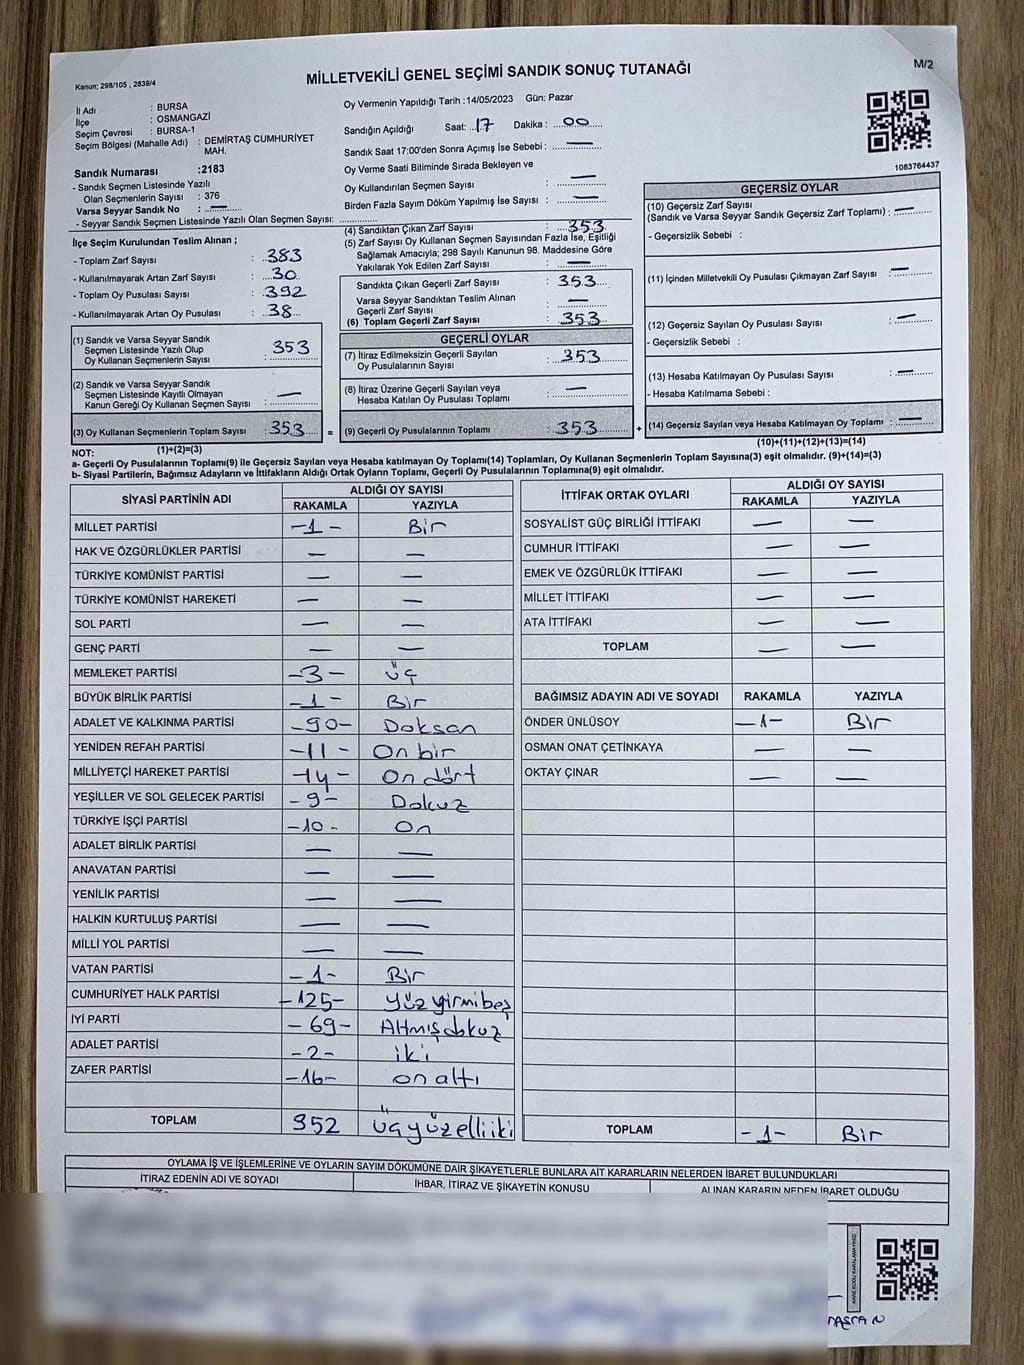 Kanun; 298/105 , 2839/4
MİLLETVEKİLİ GENEL SEÇİMİ SANDIK SONUÇ TUTANAĞI
M/2
İl Adı : BURSA
İlçe : OSMANGAZİ
Seçim Çevresi : BURSA-1
Seçim Bölgesi (Mahalle Adı) : DEMİRTAŞ CUMHURİYET
MAH.
Sandık Numarası :2183
- Sandık Seçmen Listesinde Yazılı
Olan Seçmenlerin Sayısı : 376
Varsa Seyyar Sandık No : —
- Seyyar Sandık Seçmen Listesinde Yazılı Olan Seçmen Sayısı:
Oy Vermenin Yapıldığı Tarih :14/05/2023 Gün: Pazar
Sandığın Açıldığı Saat: 17 Dakika : 00
Sandık Saat 17:00'den Sonra Açımış İse Sebebi : —
Oy Verme Saati Bitiminde Sırada Bekleyen ve
Oy Kullandırılan Seçmen Sayısı : —
Birden Fazla Sayım Döküm Yapılmış İse Sayısı : —
1083764437
İlçe Seçim Kurulundan Teslim Alınan ;
- Toplam Zarf Sayısı : 383
- Kullanılmayarak Artan Zarf Sayısı : 30
- Toplam Oy Pusulası Sayısı : 392
- Kullanılmayarak Artan Oy Pusulası : 38
(1) Sandık ve Varsa Seyyar Sandık
Seçmen Listesinde Yazılı Olup
Oy Kullanan Seçmenlerin Sayısı : 353
(2) Sandık ve Varsa Seyyar Sandık
Seçmen Listesinde Kayıtlı Olmayan
Kanun Gereği Oy Kullanan Seçmen Sayısı : —
(3) Oy Kullanan Seçmenlerin Toplam Sayısı : 353
(1)+(2)=(3)
(4) Sandıktan Çıkan Zarf Sayısı : 353
(5) Zarf Sayısı Oy Kullanan Seçmen Sayısından Fazla İse, Eşitliği
Sağlamak Amacıyla; 298 Sayılı Kanunun 98. Maddesine Göre
Yakılarak Yok Edilen Zarf Sayısı : —
Sandıkta Çıkan Geçerli Zarf Sayısı : 353
Varsa Seyyar Sandıktan Teslim Alınan
Geçerli Zarf Sayısı : —
(6) Toplam Geçerli Zarf Sayısı : 353
GEÇERLİ OYLAR
(7) İtiraz Edilmeksizin Geçerli Sayılan
Oy Pusulalarının Sayısı : 353
(8) İtiraz Üzerine Geçerli Sayılan veya
Hesaba Katılan Oy Pusulası Toplamı : —
= (9) Geçerli Oy Pusulalarının Toplamı : 353 +
GEÇERSİZ OYLAR
(10) Geçersiz Zarf Sayısı
(Sandık ve Varsa Seyyar Sandık Geçersiz Zarf Toplamı) : —
- Geçersizlik Sebebi :
(11) İçinden Milletvekili Oy Pusulası Çıkmayan Zarf Sayısı : —
(12) Geçersiz Sayılan Oy Pusulası Sayısı : —
- Geçersizlik Sebebi :
(13) Hesaba Katılmayan Oy Pusulası Sayısı : —
- Hesaba Katılmama Sebebi :
(14) Geçersiz Sayılan veya Hesaba Katılmayan Oy Toplamı : —
(10)+(11)+(12)+(13)=(14)
NOT:
a- Geçerli Oy Pusulalarının Toplamı(9) ile Geçersiz Sayılan veya Hesaba katılmayan Oy Toplamı(14) Toplamları, Oy Kullanan Seçmenlerin Toplam Sayısına(3) eşit olmalıdır. (9)+(14)=(3)
b- Siyasi Partilerin, Bağımsız Adayların ve İttifakların Aldığı Ortak Oyların Toplamı, Geçerli Oy Pusulalarının Toplamına(9) eşit olmalıdır.
SİYASİ PARTİNİN ADI ALDIĞI OY SAYISI
RAKAMLA YAZIYLA
MİLLET PARTİSİ -1- Bir
HAK VE ÖZGÜRLÜKLER PARTİSİ — —
TÜRKİYE KOMÜNİST PARTİSİ — —
TÜRKİYE KOMÜNİST HAREKETİ — —
SOL PARTİ — —
GENÇ PARTİ — —
MEMLEKET PARTİSİ -3- üç
BÜYÜK BİRLİK PARTİSİ -1- Bir
ADALET VE KALKINMA PARTİSİ -90- Doksan
YENİDEN REFAH PARTİSİ -11- On bir
MİLLİYETÇİ HAREKET PARTİSİ -14- On dört
YEŞİLLER VE SOL GELECEK PARTİSİ -9- Dokuz
TÜRKİYE İŞÇİ PARTİSİ -10- On
ADALET BİRLİK PARTİSİ — —
ANAVATAN PARTİSİ — —
YENİLİK PARTİSİ — —
HALKIN KURTULUŞ PARTİSİ — —
MİLLİ YOL PARTİSİ — —
VATAN PARTİSİ -1- Bir
CUMHURİYET HALK PARTİSİ -125- yüzyirmibeş
İYİ PARTİ -69- Altmışdokuz
ADALET PARTİSİ -2- iki
ZAFER PARTİSİ -16- on altı
TOPLAM 352 üçyüzelliiki
İTTİFAK ORTAK OYLARI ALDIĞI OY SAYISI
RAKAMLA YAZIYLA
SOSYALİST GÜÇ BİRLİĞİ İTTİFAKI — —
CUMHUR İTTİFAKI — —
EMEK VE ÖZGÜRLÜK İTTİFAKI — —
MİLLET İTTİFAKI — —
ATA İTTİFAKI — —
TOPLAM — —
BAĞIMSIZ ADAYIN ADI VE SOYADI RAKAMLA YAZIYLA
ÖNDER ÜNLÜSOY -1- Bir
OSMAN ONAT ÇETİNKAYA — —
OKTAY ÇINAR — —
TOPLAM -1- Bir
OYLAMA İŞ VE İŞLEMLERİNE VE OYLARIN SAYIM DÖKÜMÜNE DAİR ŞİKAYETLERLE BUNLARA AİT KARARLARIN NELERDEN İBARET BULUNDUKLARI
İTİRAZ EDENİN ADI VE SOYADI İHBAR, İTİRAZ VE ŞİKAYETİN KONUSU ALINAN KARARIN NEDEN İBARET OLDUĞU